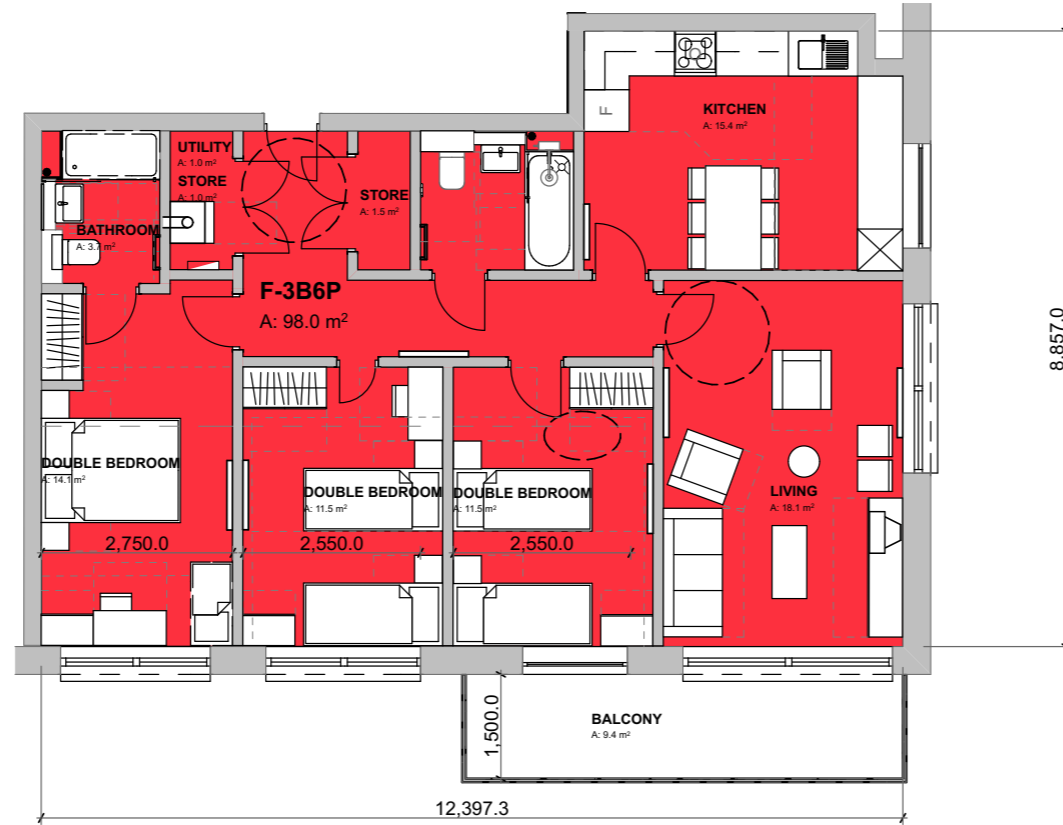 KITCHEN
A: 15.4 m²
F
UTILITY
A: 1.0 m²
STORE
A: 1.0 m²
STORE
A: 1.5 m²
BATHROOM
A: 3.7 m²
F-3B6P
A: 98.0 m²
8,857.0
DOUBLE BEDROOM
A: 14.1 m²
DOUBLE BEDROOM
A: 11.5 m²
DOUBLE BEDROOM
A: 11.5 m²
LIVING
A: 18.1 m²
2,750.0
2,550.0
2,550.0
1,500.0
BALCONY
A: 9.4 m²
12,397.3